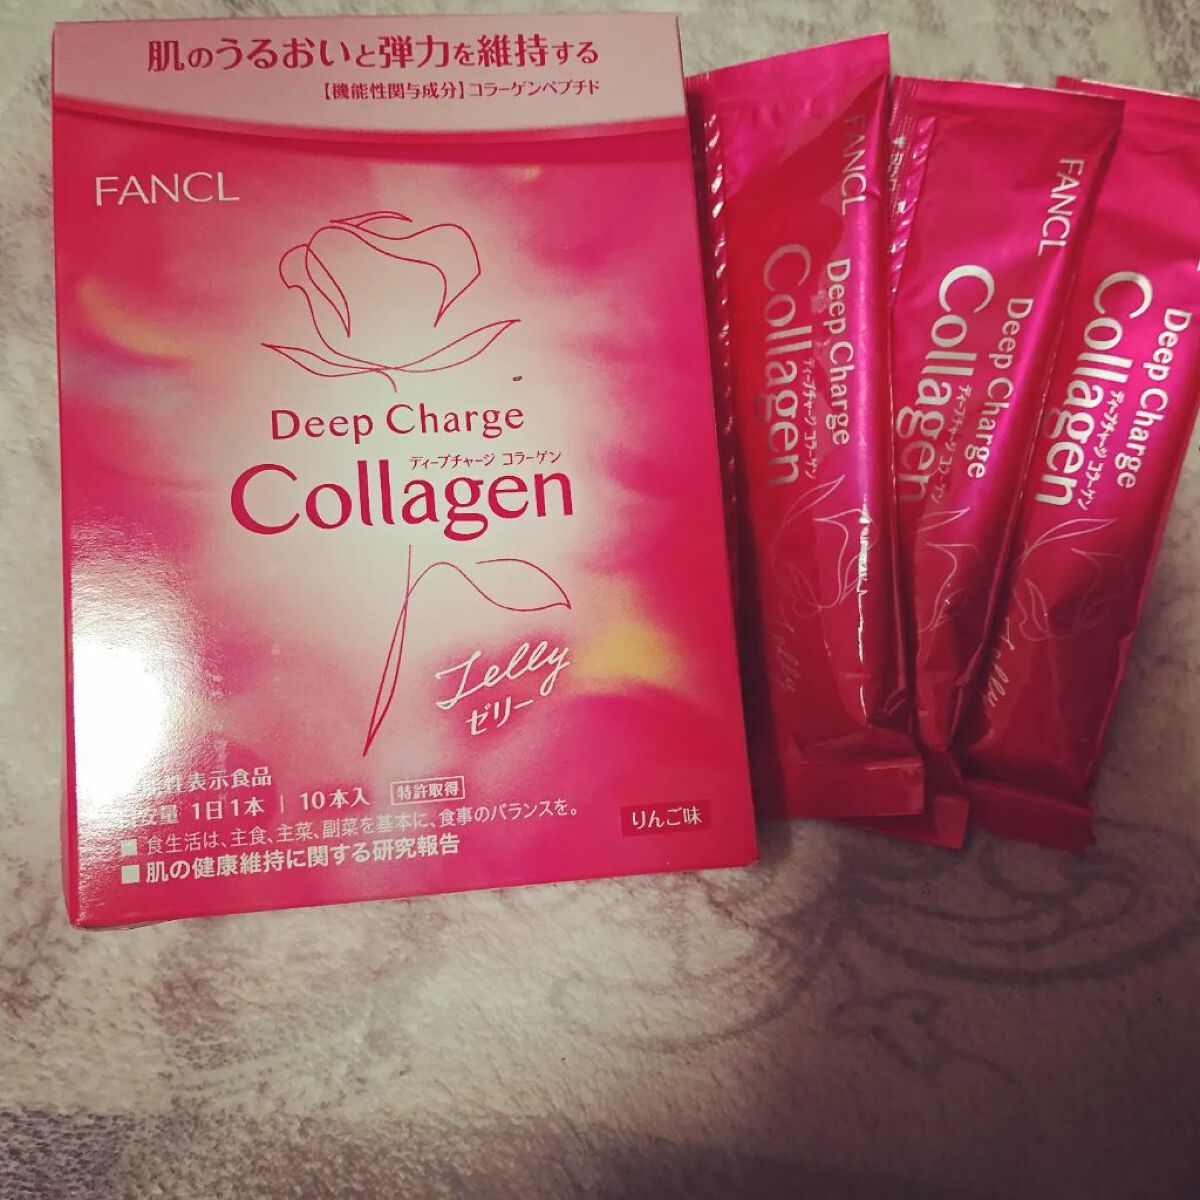 肌のうるおいと弾力を維持する
【機能性関与成分】コラーゲンペプチド
FANCL
Deep Charge
ディープチャージ コラーゲン
Collagen
Jelly
ゼリー
性表示食品
量 1日1本 | 10本入 特許取得
■ 食生活は、主食、主菜、副菜を基本に、食事のバランスを。
■ 肌の健康維持に関する研究報告
りんご味
FANCL
Deep Charge
ディープチャージ コラーゲン
Collagen
Jelly
FANCL
Deep Charge
ディープチャージ コラーゲン
Collagen
Deep Charge
ディープチャージ コラーゲン
Collagen
Jelly